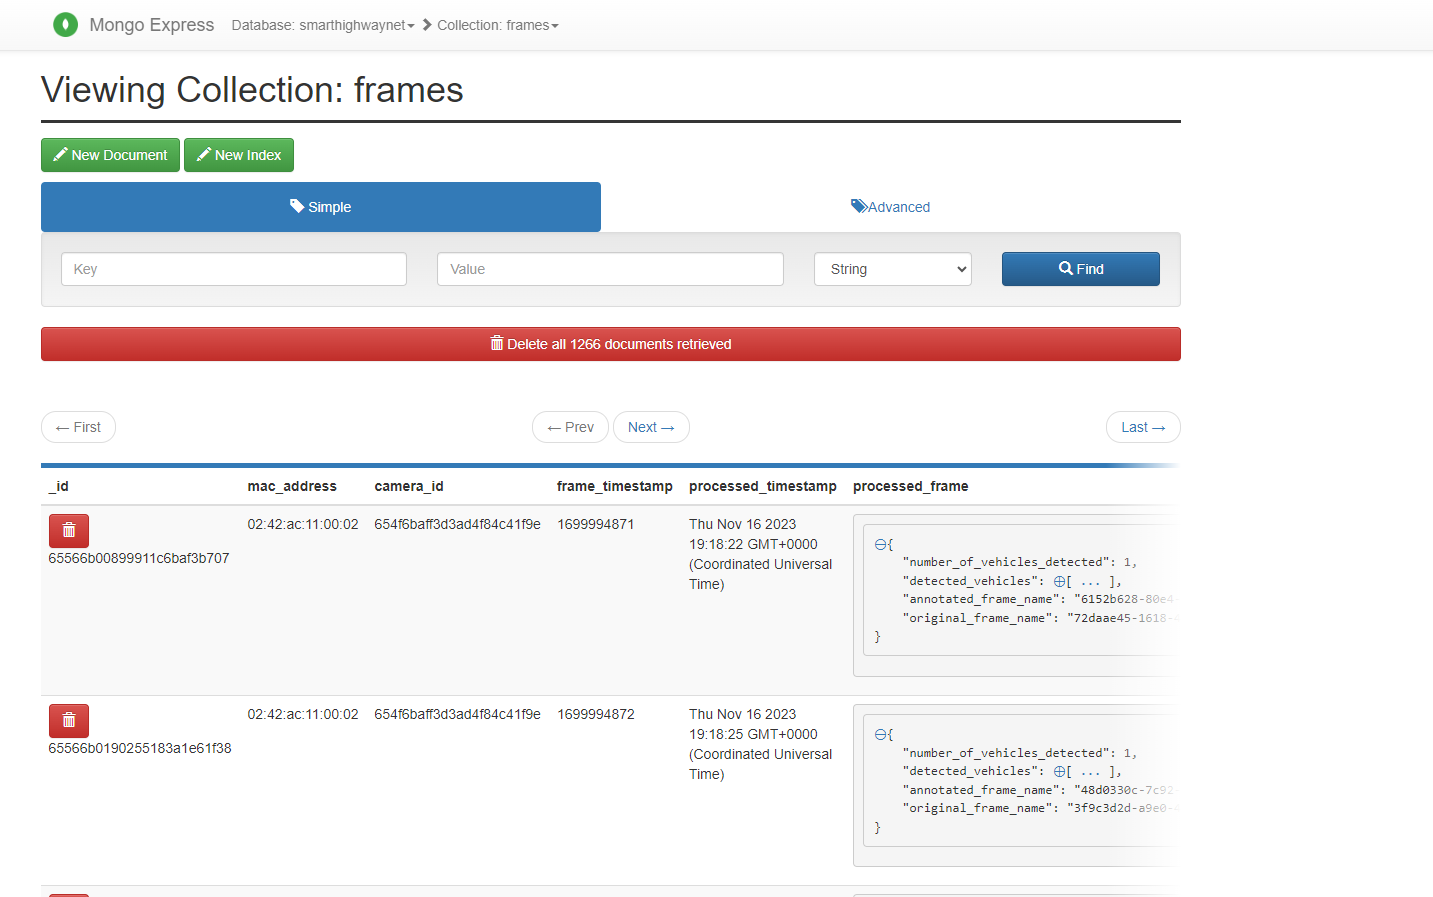 Mongo Express Database: smarthighwaynet Collection: frames
Viewing Collection: frames
New Document New Index
Simple Advanced
Key Value String Find
Delete all 1266 documents retrieved
← First ← Prev Next → Last →
_id mac_address camera_id frame_timestamp processed_timestamp processed_frame
65566b00899911c6baf3b707
02:42:ac:11:00:02 654f6baff3d3ad4f84c41f9e 1699994871
Thu Nov 16 2023
19:18:22 GMT+0000
(Coordinated Universal
Time)
{
"number_of_vehicles_detected": 1,
"detected_vehicles": [ ... ],
"annotated_frame_name": "6152b628-80e4-
"original_frame_name": "72daae45-1618-
}
65566b0190255183a1e61f38
02:42:ac:11:00:02 654f6baff3d3ad4f84c41f9e 1699994872
Thu Nov 16 2023
19:18:25 GMT+0000
(Coordinated Universal
Time)
{
"number_of_vehicles_detected": 1,
"detected_vehicles": [ ... ],
"annotated_frame_name": "48d0330c-7c92-
"original_frame_name": "3f9c3d2d-a9e0-
}